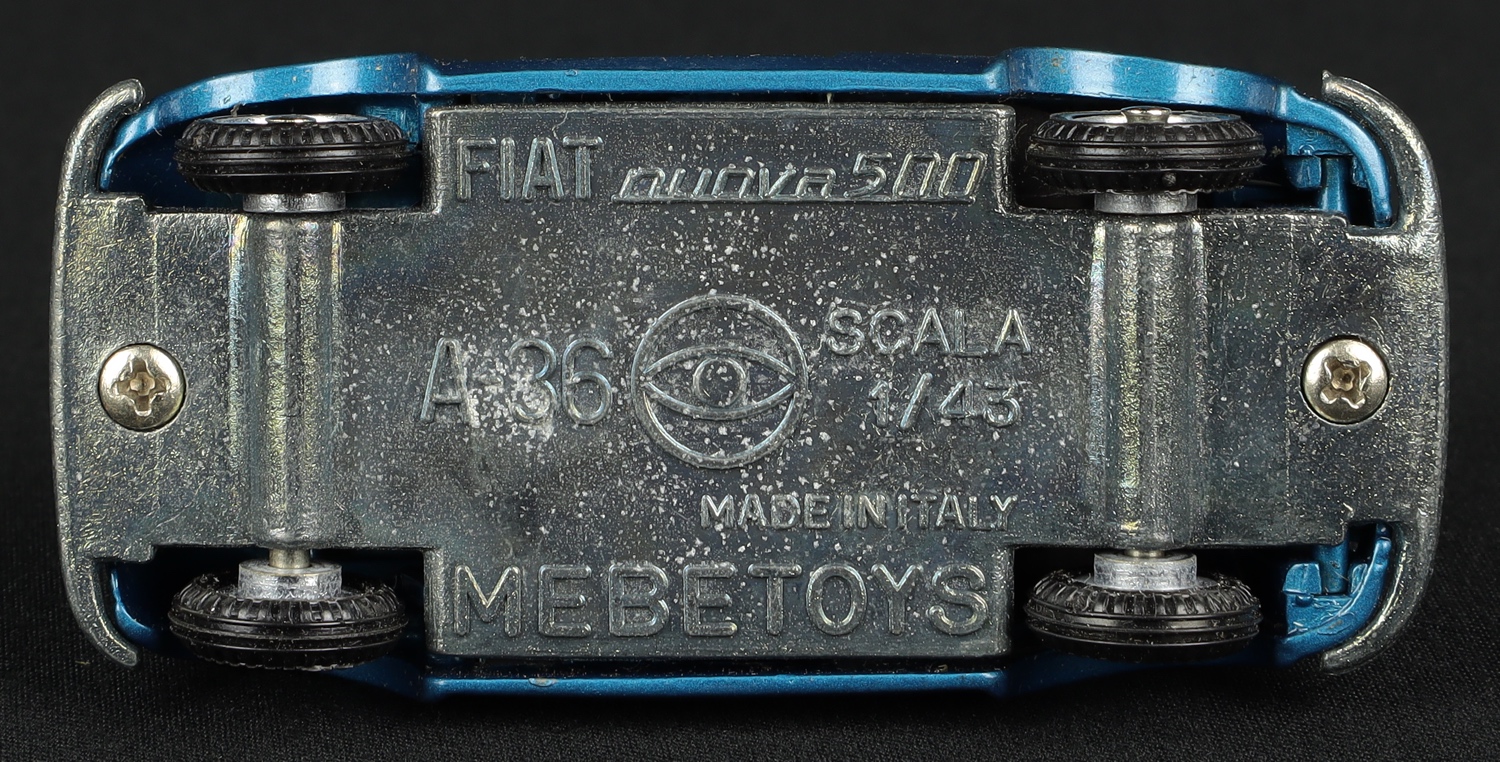 FIAT nuova 500
A-36
SCALA
1/43
MADE IN ITALY
MEBETOYS